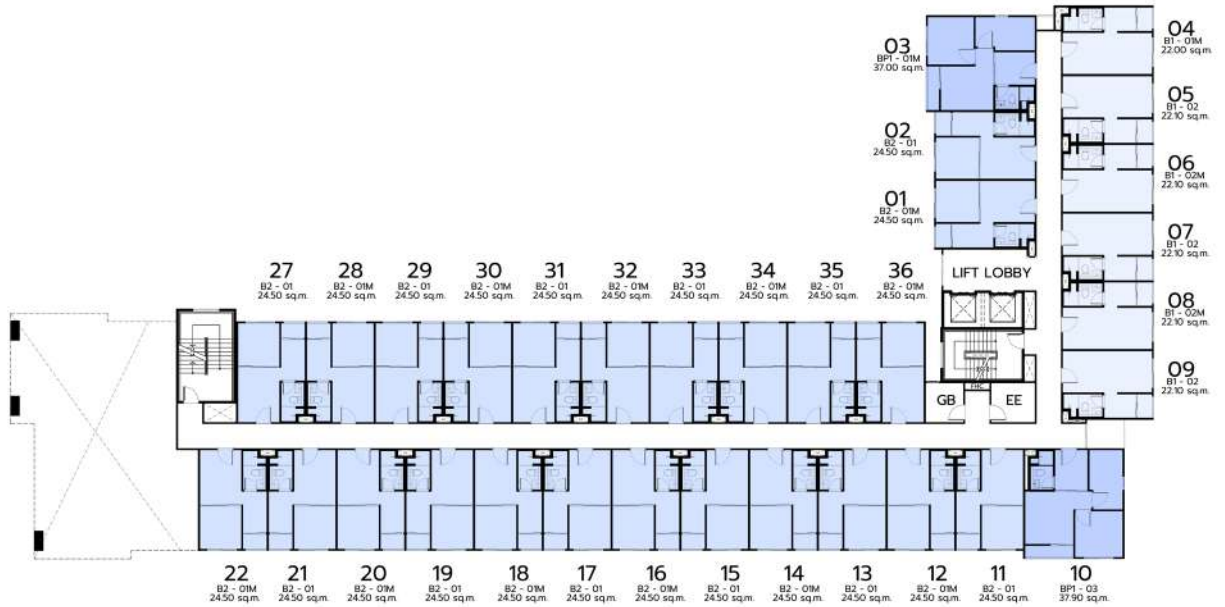 03
BP1 - 01M
37.00 sq.m.
04
B1 - 01M
22.00 sq.m.
05
B1 - 02
22.10 sq.m.
02
B2 - 01
24.50 sq.m.
06
B1 - 02M
22.10 sq.m.
01
B2 - 01M
24.50 sq.m.
07
B1 - 02
22.10 sq.m.
27
B2 - 01
24.50 sq.m.
28
B2 - 01M
24.50 sq.m.
29
B2 - 01
24.50 sq.m.
30
B2 - 01M
24.50 sq.m.
31
B2 - 01
24.50 sq.m.
32
B2 - 01M
24.50 sq.m.
33
B2 - 01
24.50 sq.m.
34
B2 - 01M
24.50 sq.m.
35
B2 - 01
24.50 sq.m.
36
B2 - 01M
24.50 sq.m.
LIFT LOBBY
08
B1 - 02M
22.10 sq.m.
09
B1 - 02
22.10 sq.m.
FHC
GB
EE
22
B2 - 01M
24.50 sq.m.
21
B2 - 01
24.50 sq.m.
20
B2 - 01M
24.50 sq.m.
19
B2 - 01
24.50 sq.m.
18
B2 - 01M
24.50 sq.m.
17
B2 - 01
24.50 sq.m.
16
B2 - 01M
24.50 sq.m.
15
B2 - 01
24.50 sq.m.
14
B2 - 01M
24.50 sq.m.
13
B2 - 01
24.50 sq.m.
12
B2 - 01M
24.50 sq.m.
11
B2 - 01
24.50 sq.m.
10
BP1 - 03
37.90 sq.m.